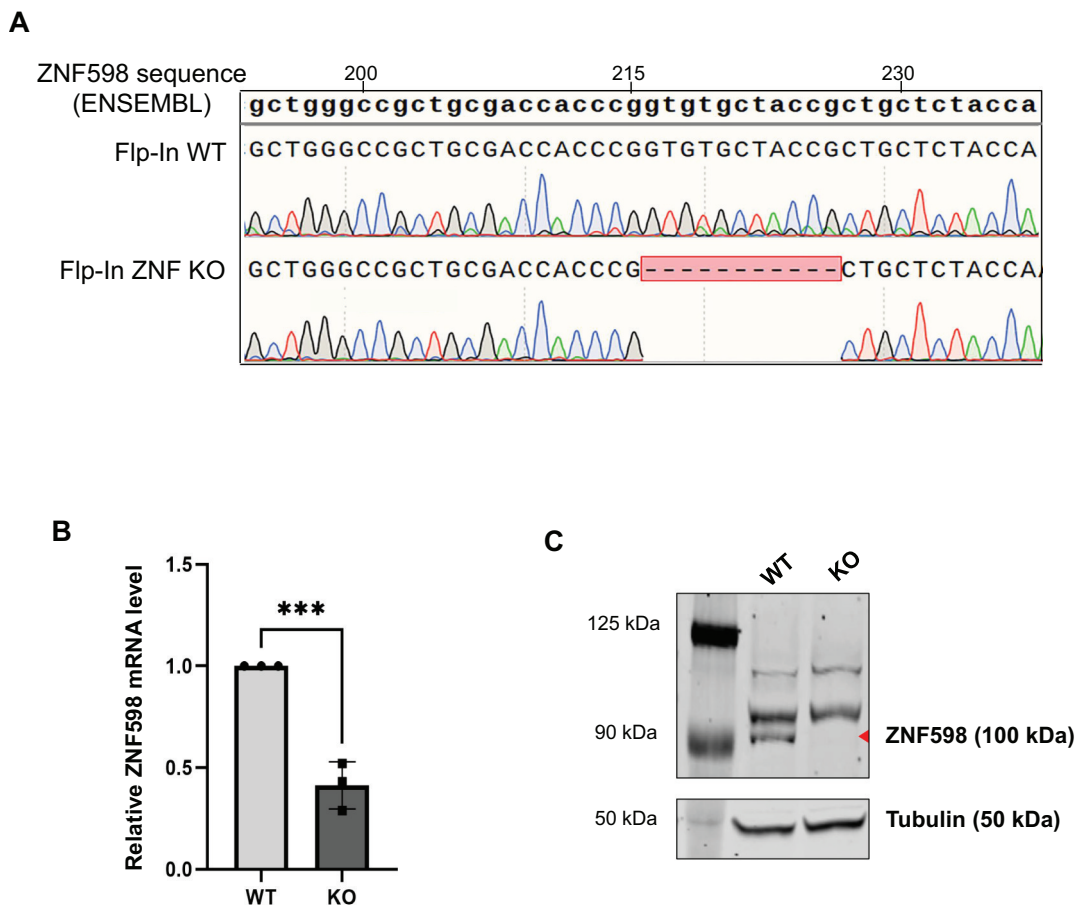 A
ZNF598 sequence
(ENSEMBL)
200 215 230
gctgggccgctgcgaccacccggtgtgctaccgctgctctacca
Flp-In WT GCTGGGCCGCTGCGACCACCCGGTGTGCTACCGCTGCTCTACCA
Flp-In ZNF KO GCTGGGCCGCTGCGACCACCCG-----------CTGCTCTACCA
B
Relative ZNF598 mRNA level
1.5
1.0
0.5
0.0
***
WT KO
C
WT KO
125 kDa
90 kDa
ZNF598 (100 kDa)
50 kDa
Tubulin (50 kDa)